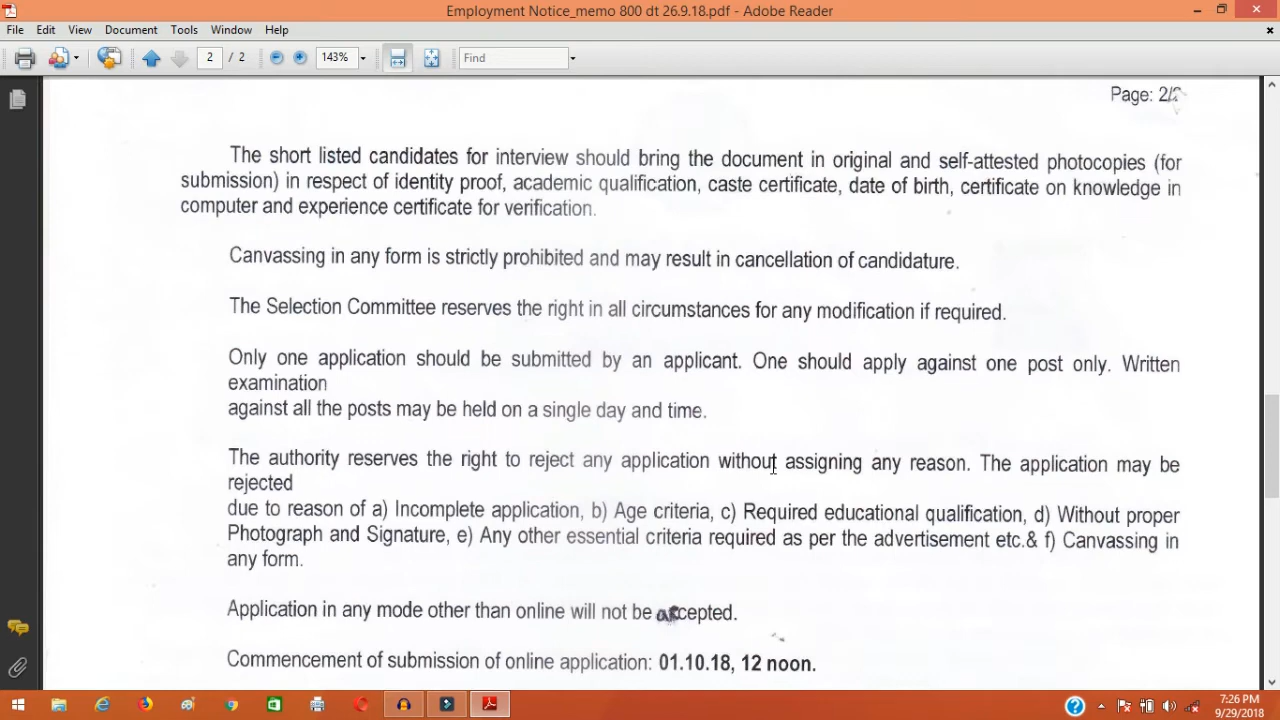 Employment Notice_memo 800 dt 26.9.18.pdf - Adobe Reader
File Edit View Document Tools Window Help
2 / 2 143% Find
Page: 2/2
The short listed candidates for interview should bring the document in original and self-attested photocopies (for
submission) in respect of identity proof, academic qualification, caste certificate, date of birth, certificate on knowledge in
computer and experience certificate for verification.
Canvassing in any form is strictly prohibited and may result in cancellation of candidature.
The Selection Committee reserves the right in all circumstances for any modification if required.
Only one application should be submitted by an applicant. One should apply against one post only. Written
examination
against all the posts may be held on a single day and time.
The authority reserves the right to reject any application without assigning any reason. The application may be
rejected
due to reason of a) Incomplete application, b) Age criteria, c) Required educational qualification, d) Without proper
Photograph and Signature, e) Any other essential criteria required as per the advertisement etc.& f) Canvassing in
any form.
Application in any mode other than online will not be accepted.
Commencement of submission of online application: 01.10.18, 12 noon.
7:26 PM
9/29/2018